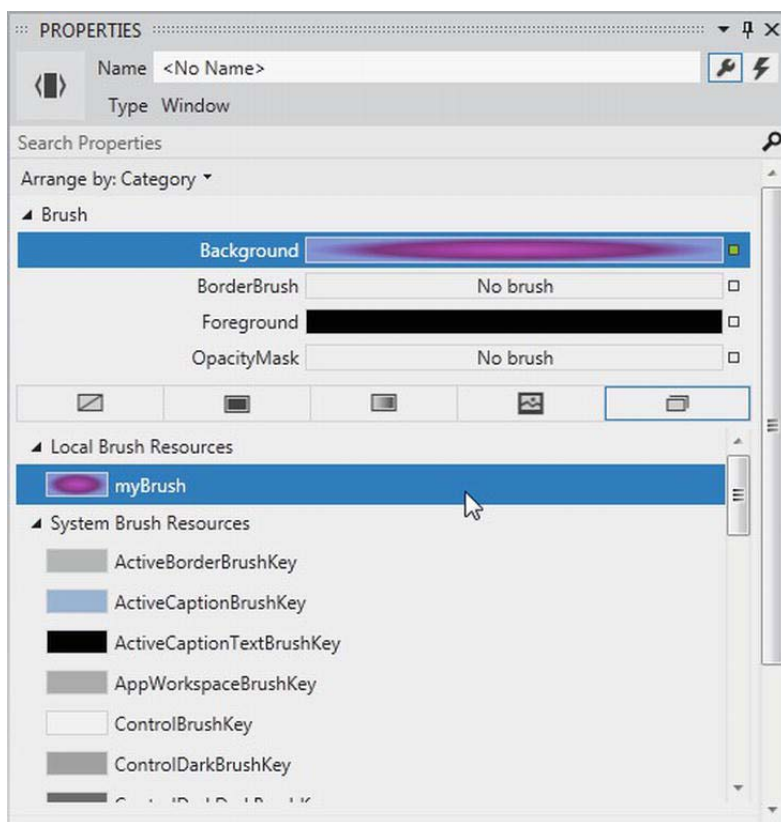 PROPERTIES
Name <No Name>
Type Window
Search Properties
Arrange by: Category
Brush
Background
BorderBrush No brush
Foreground
OpacityMask No brush
Local Brush Resources
myBrush
System Brush Resources
ActiveBorderBrushKey
ActiveCaptionBrushKey
ActiveCaptionTextBrushKey
AppWorkspaceBrushKey
ControlBrushKey
ControlDarkBrushKey